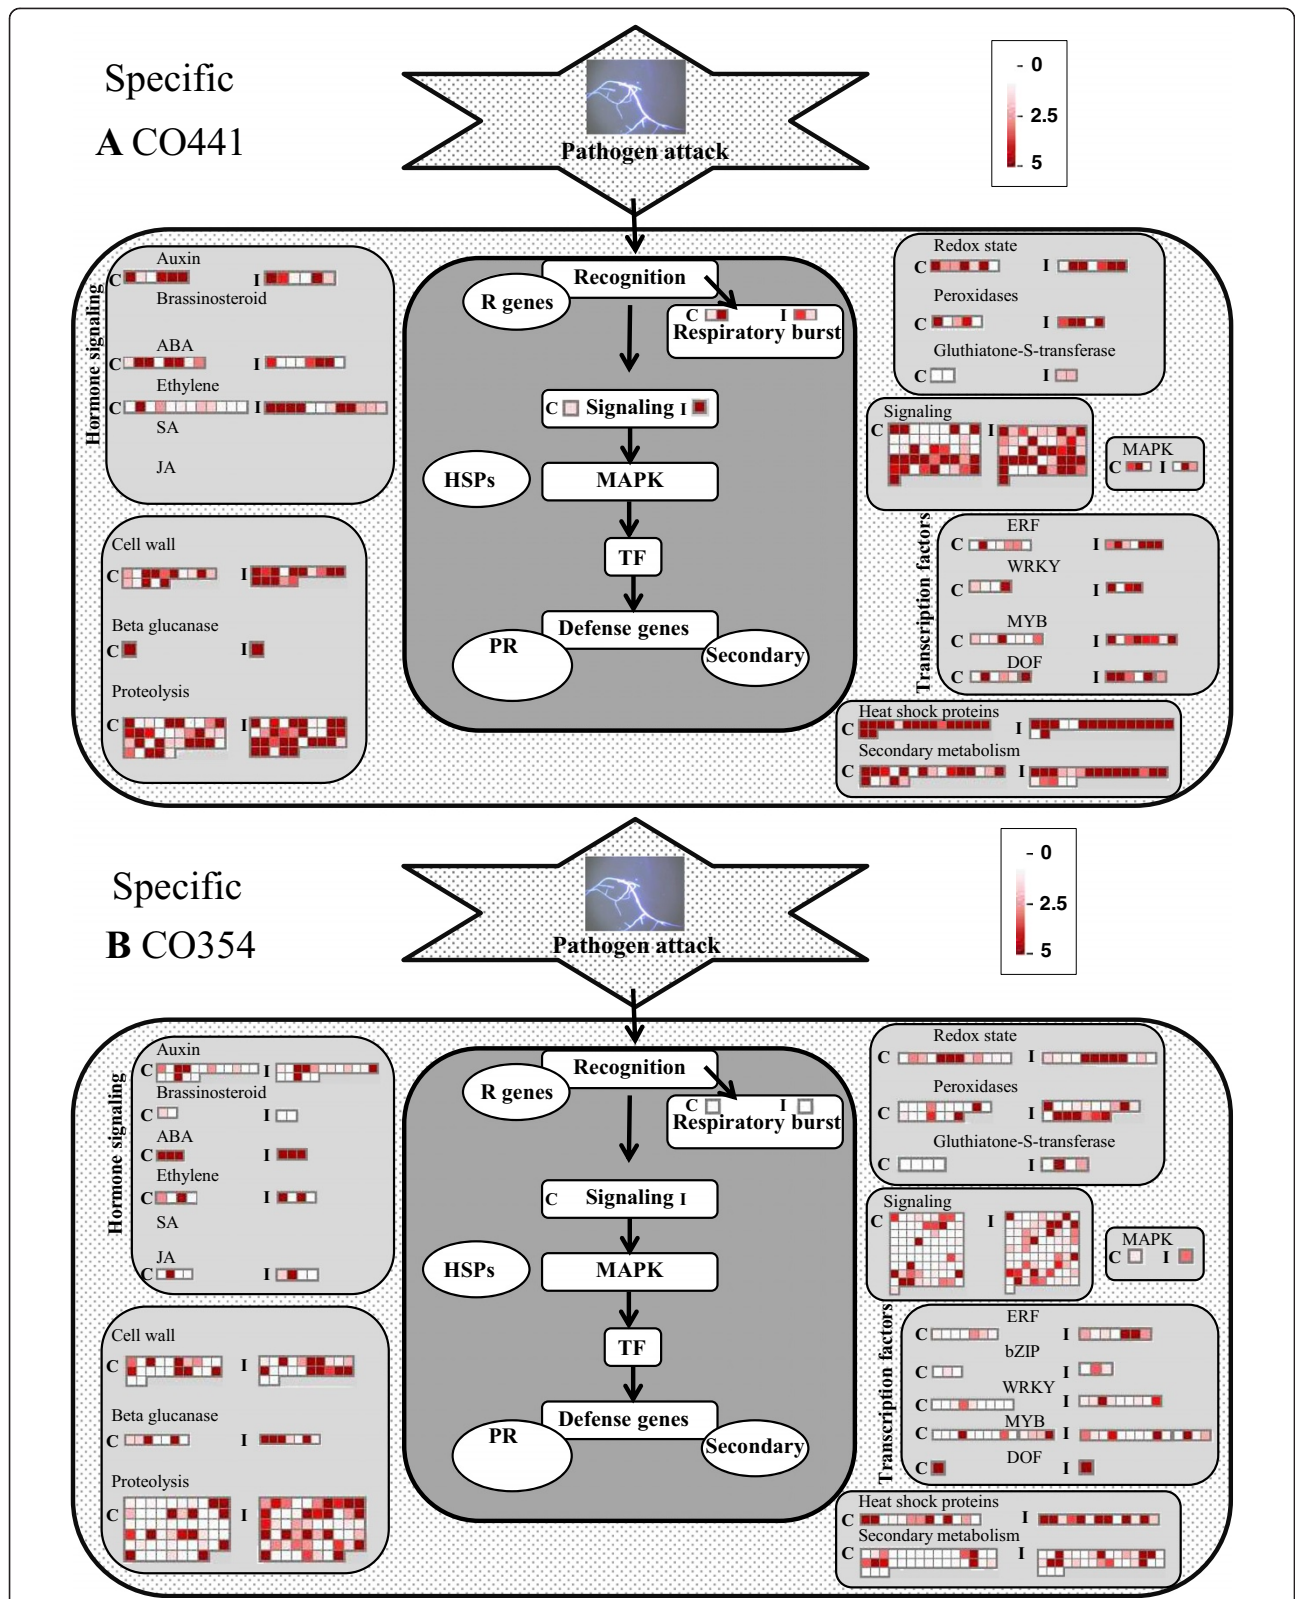 Specific
A CO441
Pathogen attack
- 0
- 2.5
- 5
Hormone signaling
Auxin
C I
Brassinosteroid
ABA
C I
Ethylene
C I
SA
JA
Cell wall
C I
Beta glucanase
C I
Proteolysis
C I
Recognition
R genes
C I
Respiratory burst
C Signaling I
HSPs
MAPK
TF
Defense genes
PR
Secondary
Redox state
C I
Peroxidases
C I
Gluthiatone-S-transferase
C I
Signaling
C I
MAPK
C I
Transcription factors
ERF
C I
WRKY
C I
MYB
C I
DOF
C I
Heat shock proteins
C I
Secondary metabolism
C I
Specific
B CO354
Pathogen attack
- 0
- 2.5
- 5
Hormone signaling
Auxin
C I
Brassinosteroid
C I
ABA
C I
Ethylene
C I
SA
JA
C I
Cell wall
C I
Beta glucanase
C I
Proteolysis
C I
Recognition
R genes
C I
Respiratory burst
C Signaling I
HSPs
MAPK
TF
Defense genes
PR
Secondary
Redox state
C I
Peroxidases
C I
Gluthiatone-S-transferase
C I
Signaling
C I
MAPK
C I
Transcription factors
ERF
C I
bZIP
C I
WRKY
C I
MYB
C I
DOF
C I
Heat shock proteins
C I
Secondary metabolism
C I